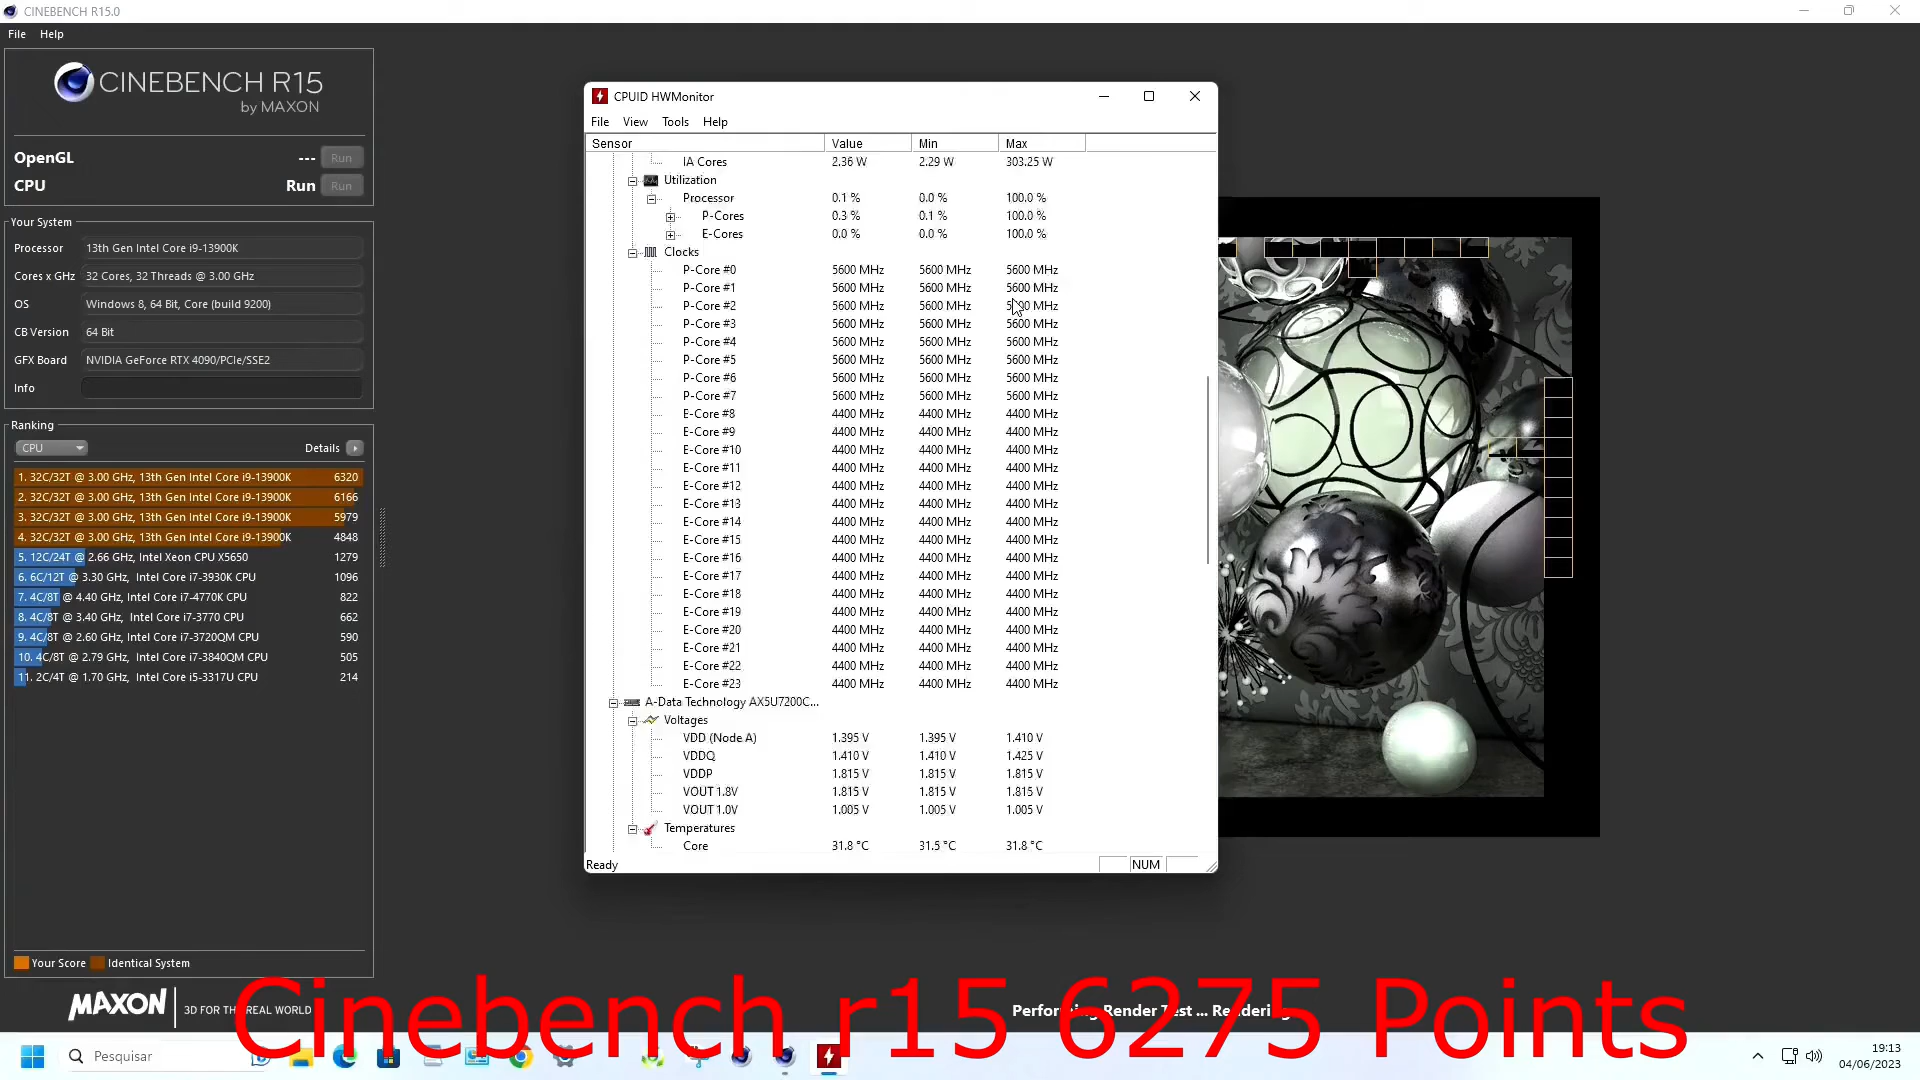 CINEBENCH R15.0
File Help
CINEBENCH R15
by MAXON
OpenGL --- Run
CPU Run Run
Your System
Processor 13th Gen Intel Core i9-13900K
Cores x GHz 32 Cores, 32 Threads @ 3.00 GHz
OS Windows 8, 64 Bit, Core (build 9200)
CB Version 64 Bit
GFX Board NVIDIA GeForce RTX 4090/PCIe/SSE2
Info
Ranking
CPU Details
1. 32C/32T @ 3.00 GHz, 13th Gen Intel Core i9-13900K 6320
2. 32C/32T @ 3.00 GHz, 13th Gen Intel Core i9-13900K 6166
3. 32C/32T @ 3.00 GHz, 13th Gen Intel Core i9-13900K 5979
4. 32C/32T @ 3.00 GHz, 13th Gen Intel Core i9-13900K 4848
5. 12C/24T @ 2.66 GHz, Intel Xeon CPU X5650 1279
6. 6C/12T @ 3.30 GHz, Intel Core i7-3930K CPU 1096
7. 4C/8T @ 4.40 GHz, Intel Core i7-4770K CPU 822
8. 4C/8T @ 3.40 GHz, Intel Core i7-3770 CPU 662
9. 4C/8T @ 2.60 GHz, Intel Core i7-3720QM CPU 590
10. 4C/8T @ 2.79 GHz, Intel Core i7-3840QM CPU 505
11. 2C/4T @ 1.70 GHz, Intel Core i5-3317U CPU 214
Your Score Identical System
MAXON 3D FOR THE REAL WORLD
CPUID HWMonitor
File View Tools Help
Sensor Value Min Max
IA Cores 2.36 W 2.29 W 303.25 W
Utilization
Processor 0.1 % 0.0 % 100.0 %
P-Cores 0.3 % 0.1 % 100.0 %
E-Cores 0.0 % 0.0 % 100.0 %
Clocks
P-Core #0 5600 MHz 5600 MHz 5600 MHz
P-Core #1 5600 MHz 5600 MHz 5600 MHz
P-Core #2 5600 MHz 5600 MHz 5600 MHz
P-Core #3 5600 MHz 5600 MHz 5600 MHz
P-Core #4 5600 MHz 5600 MHz 5600 MHz
P-Core #5 5600 MHz 5600 MHz 5600 MHz
P-Core #6 5600 MHz 5600 MHz 5600 MHz
P-Core #7 5600 MHz 5600 MHz 5600 MHz
E-Core #8 4400 MHz 4400 MHz 4400 MHz
E-Core #9 4400 MHz 4400 MHz 4400 MHz
E-Core #10 4400 MHz 4400 MHz 4400 MHz
E-Core #11 4400 MHz 4400 MHz 4400 MHz
E-Core #12 4400 MHz 4400 MHz 4400 MHz
E-Core #13 4400 MHz 4400 MHz 4400 MHz
E-Core #14 4400 MHz 4400 MHz 4400 MHz
E-Core #15 4400 MHz 4400 MHz 4400 MHz
E-Core #16 4400 MHz 4400 MHz 4400 MHz
E-Core #17 4400 MHz 4400 MHz 4400 MHz
E-Core #18 4400 MHz 4400 MHz 4400 MHz
E-Core #19 4400 MHz 4400 MHz 4400 MHz
E-Core #20 4400 MHz 4400 MHz 4400 MHz
E-Core #21 4400 MHz 4400 MHz 4400 MHz
E-Core #22 4400 MHz 4400 MHz 4400 MHz
E-Core #23 4400 MHz 4400 MHz 4400 MHz
A-Data Technology AX5U7200C...
Voltages
VDD (Node A) 1.395 V 1.395 V 1.410 V
VDDQ 1.410 V 1.410 V 1.425 V
VDDP 1.815 V 1.815 V 1.815 V
VOUT 1.8V 1.815 V 1.815 V 1.815 V
VOUT 1.0V 1.005 V 1.005 V 1.005 V
Temperatures
Core 31.8 °C 31.5 °C 31.8 °C
Ready NUM
Performing Render Test ... Rendering
Cinebench r15 6275 Points
Pesquisar
19:13
04/06/2023